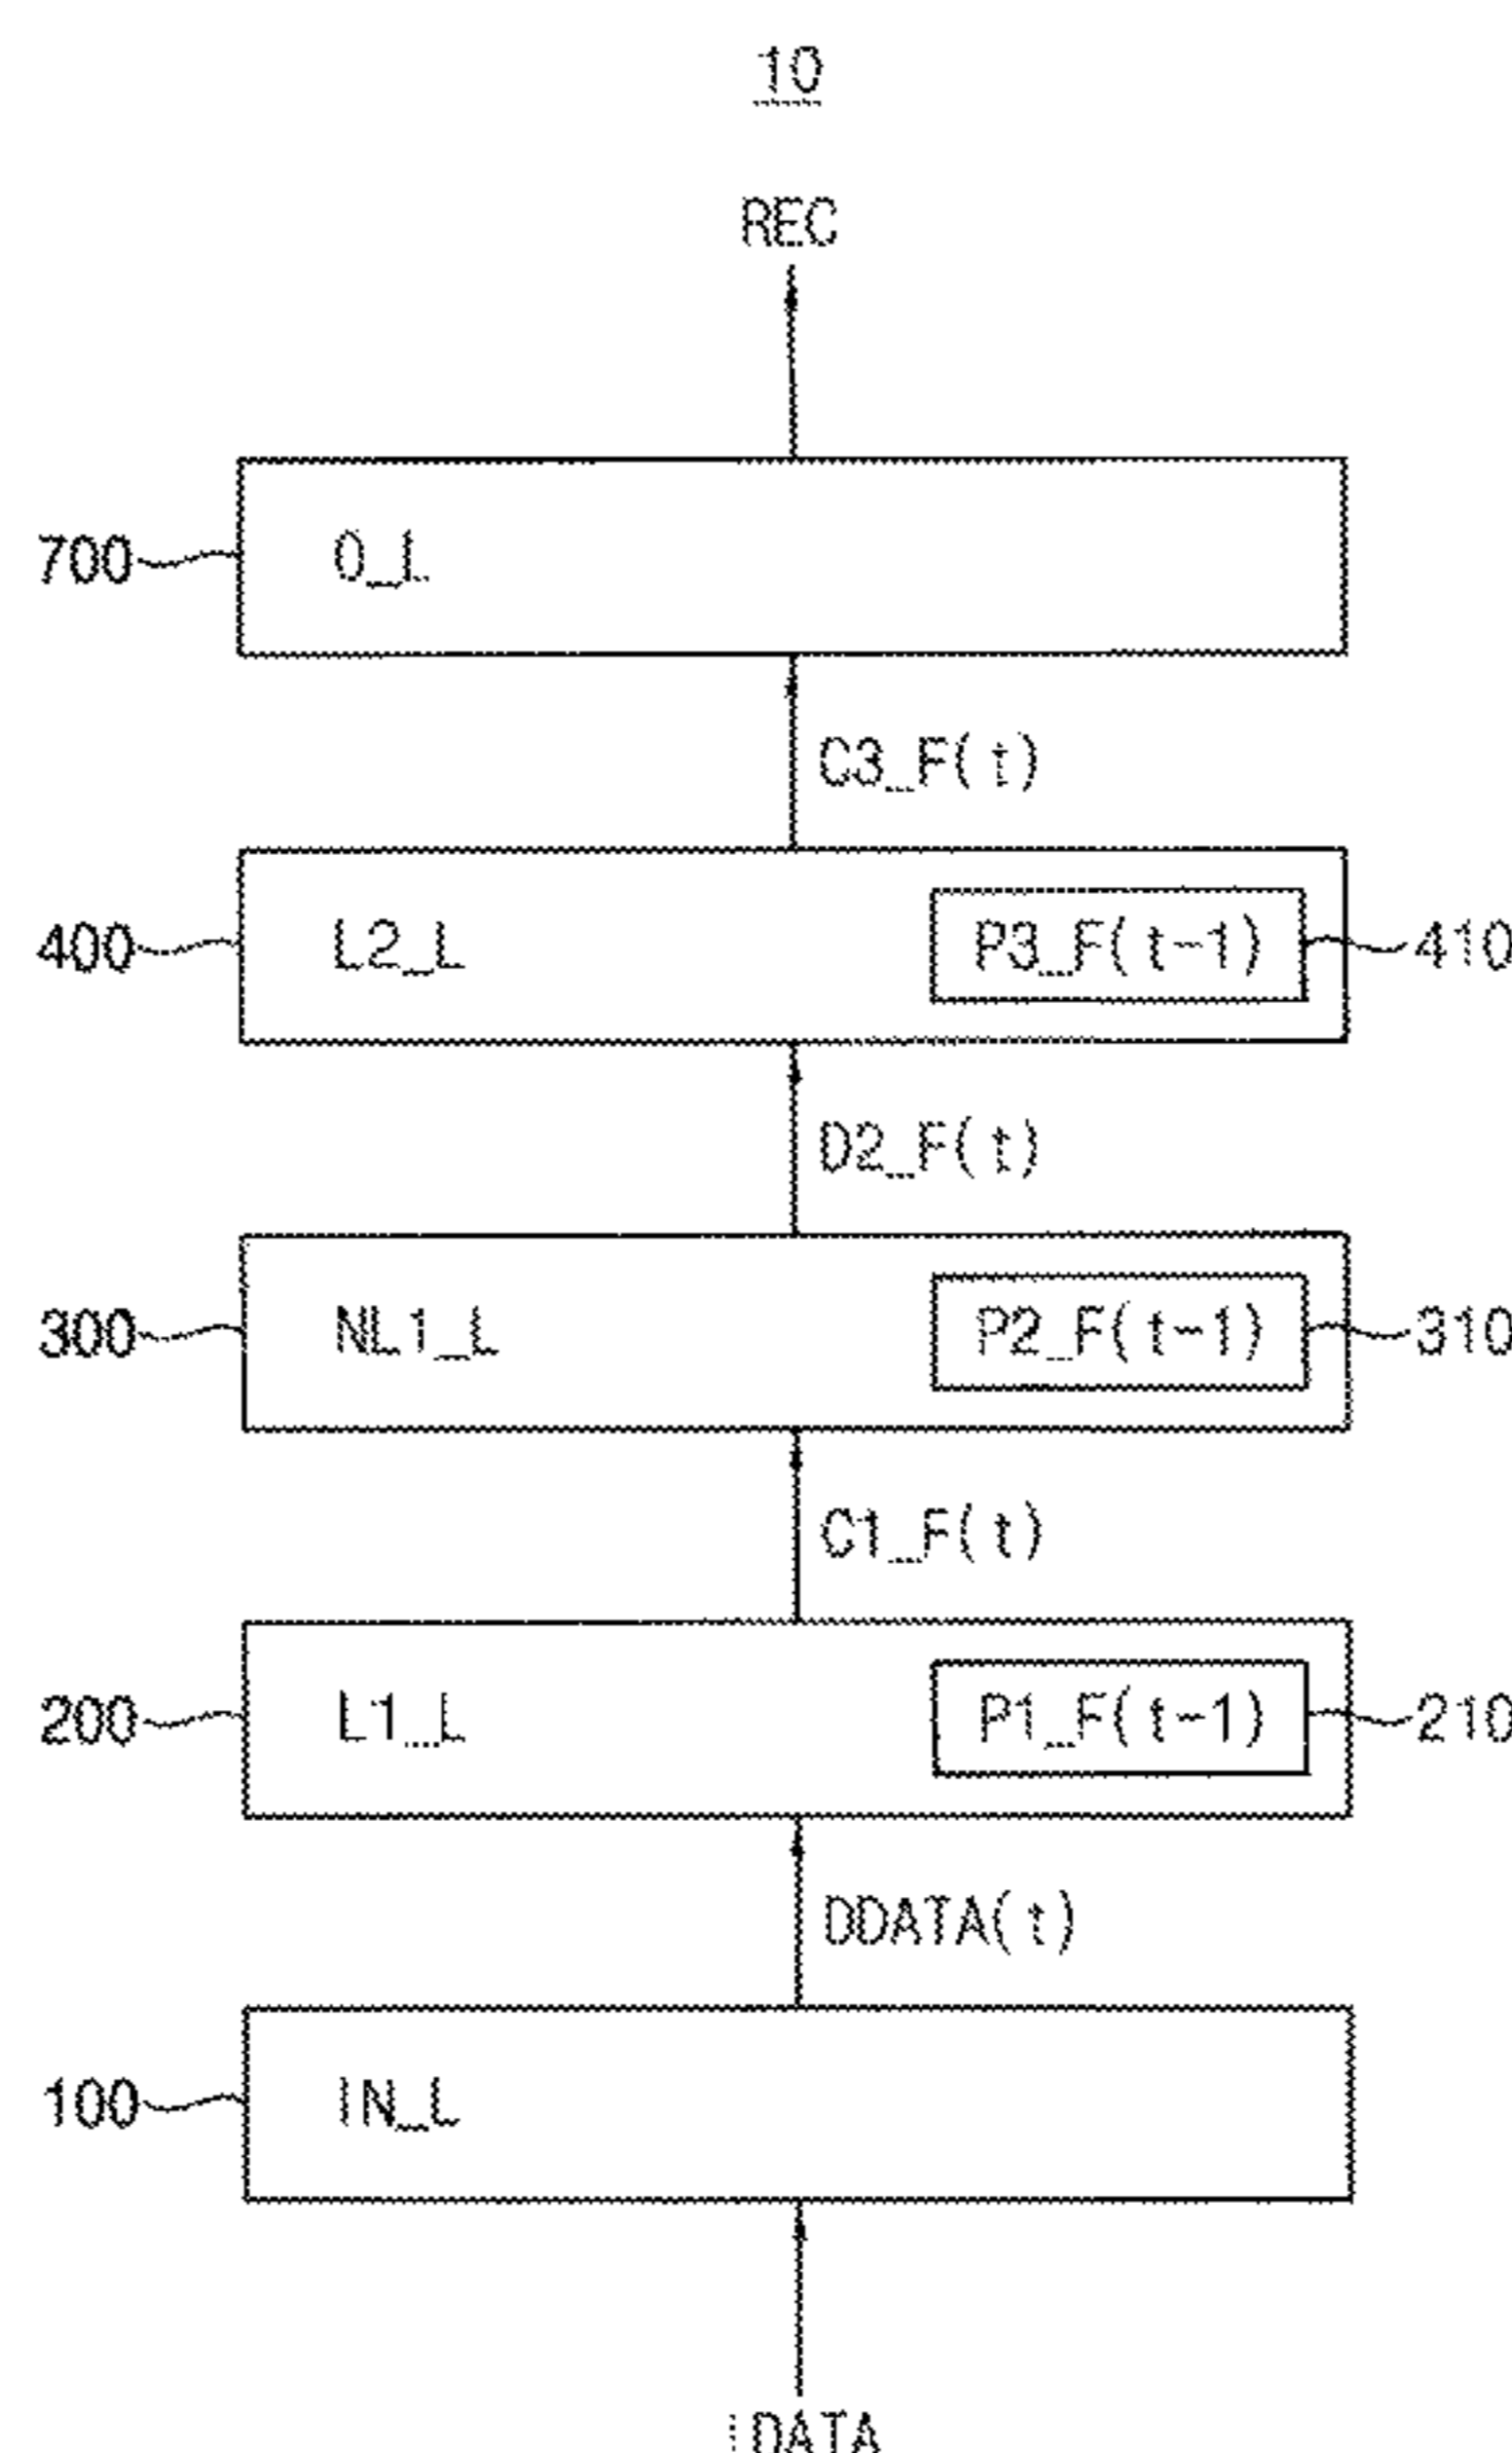 10
REC
700 O_L
C3_F(t)
400 L2_L P3_F(t-1) 410
D2_F(t)
300 NL1_L P2_F(t-1) 310
C1_F(t)
200 L1_L P1_F(t-1) 210
DDATA(t)
100 IN_L
IDATA